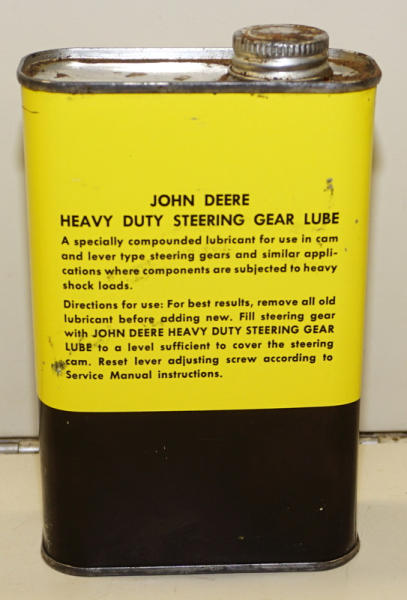 JOHN DEERE
HEAVY DUTY STEERING GEAR LUBE
A specially compounded lubricant for use in cam
and lever type steering gears and similar appli-
cations where components are subjected to heavy
shock loads.
Directions for use: For best results, remove all old
lubricant before adding new. Fill steering gear
with JOHN DEERE HEAVY DUTY STEERING GEAR
LUBE to a level sufficient to cover the steering
cam. Reset lever adjusting screw according to
Service Manual instructions.